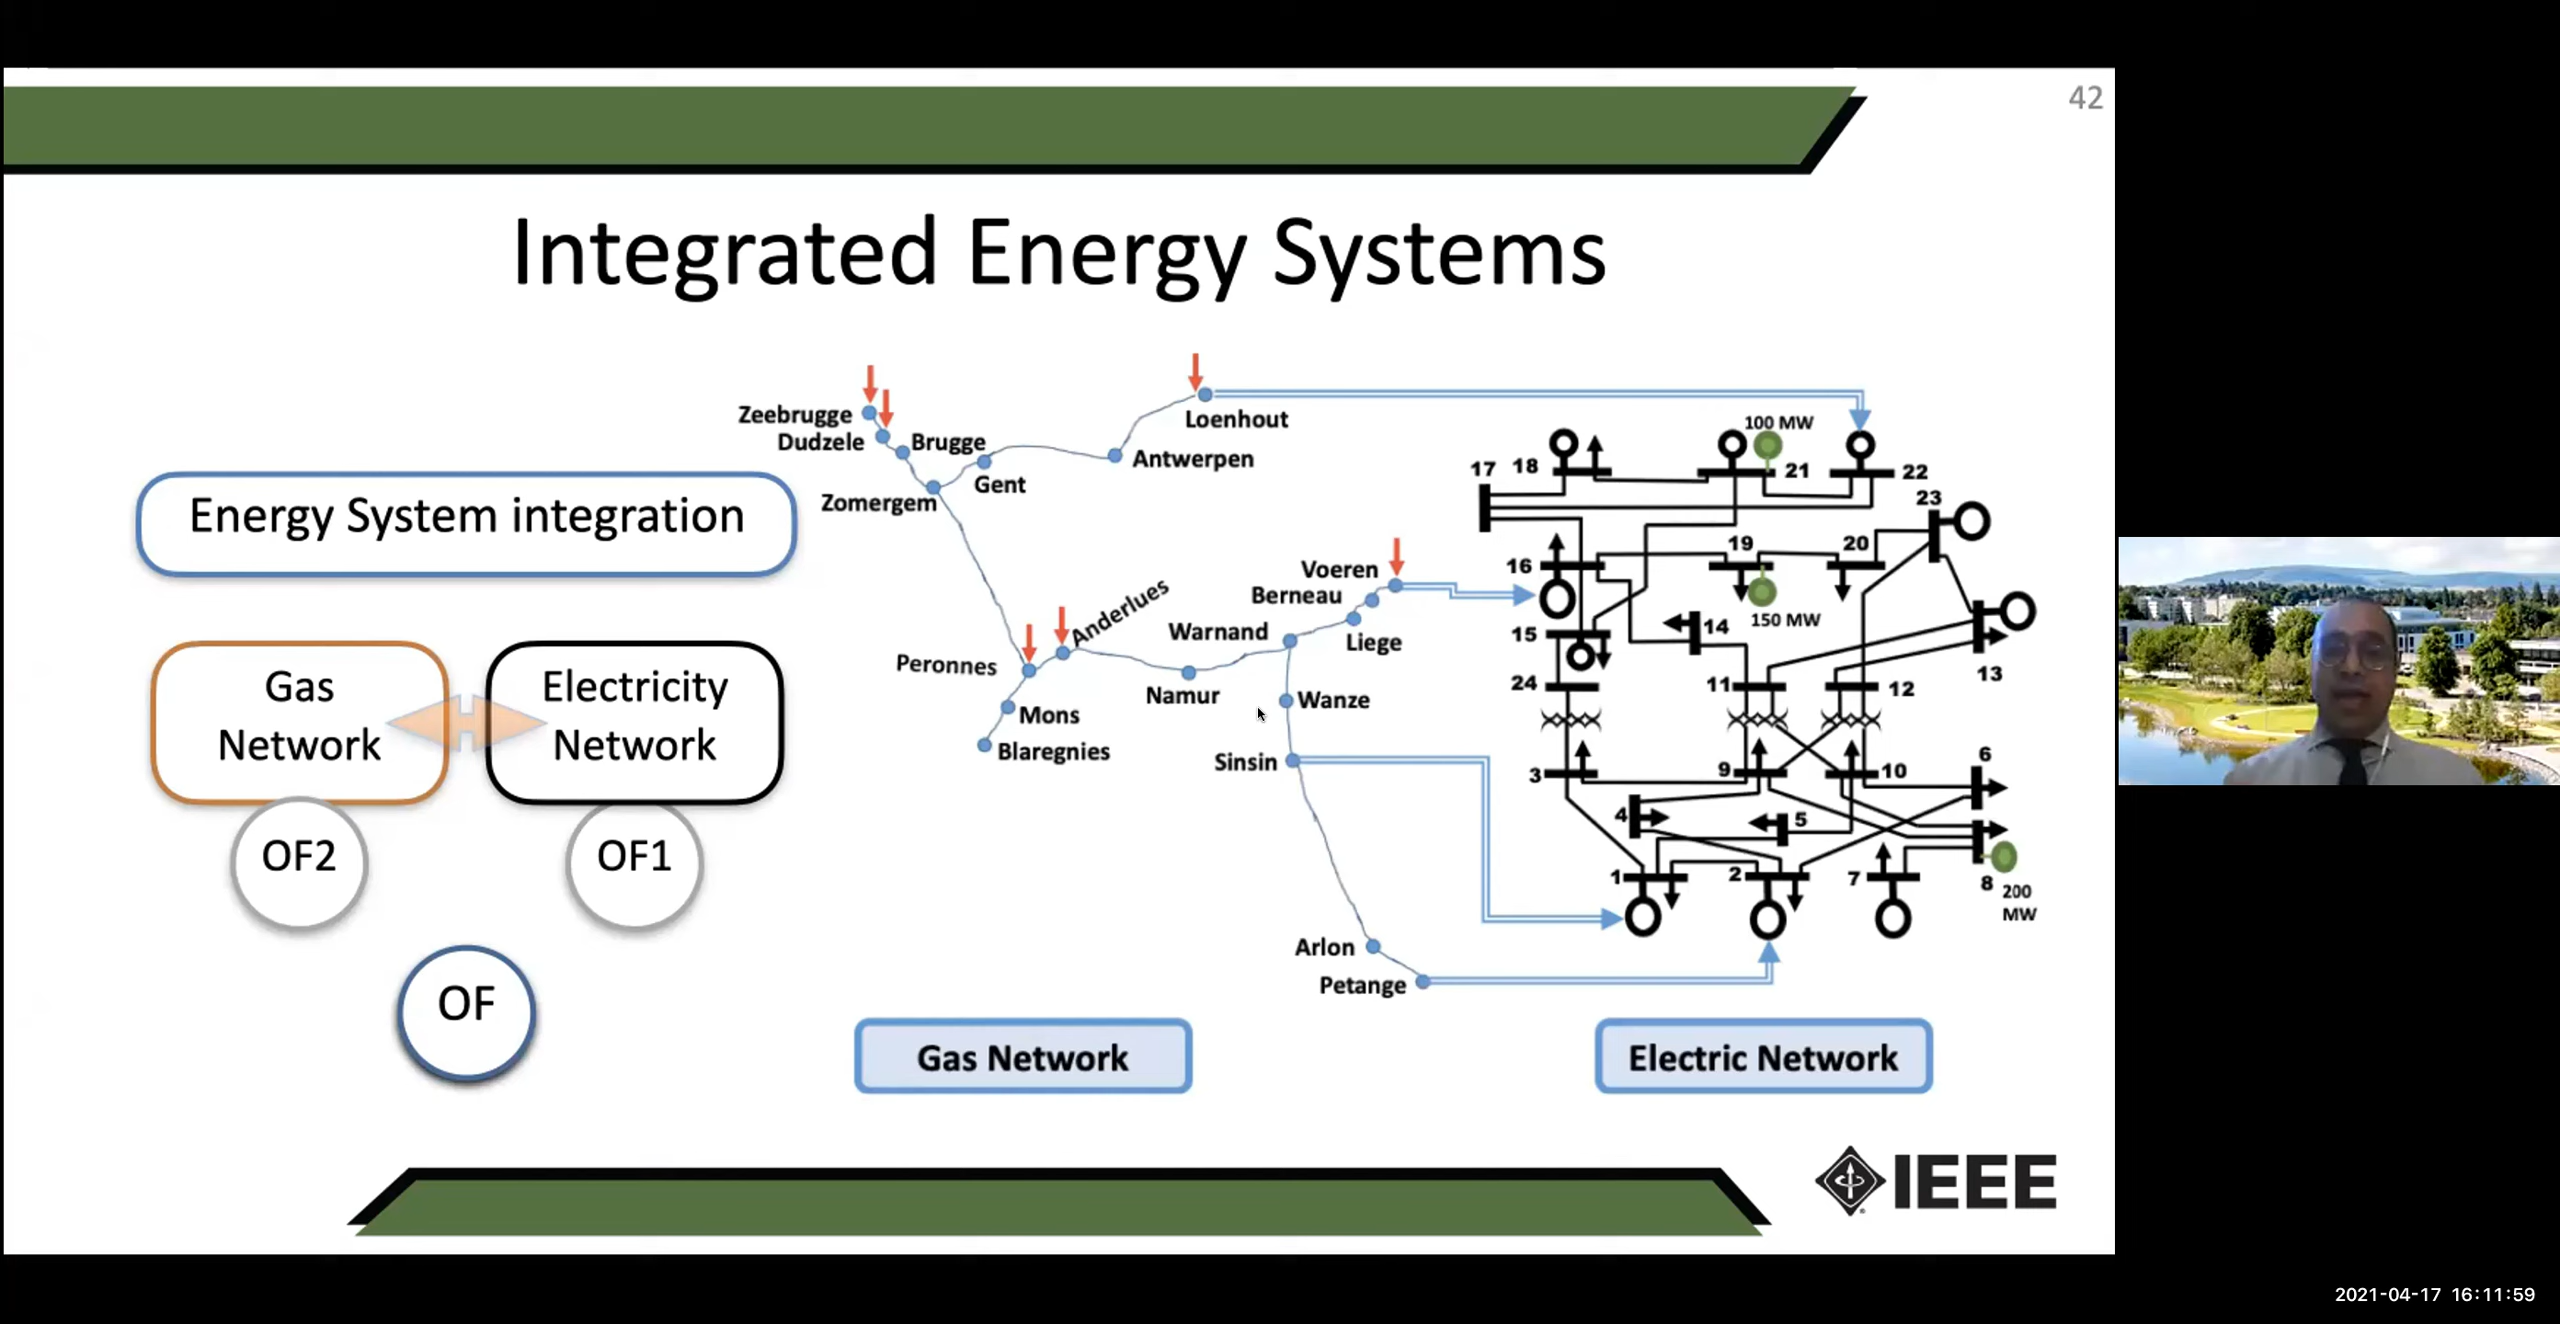 42
Integrated Energy Systems
Energy System integration
Gas
Network
Electricity
Network
OF2
OF1
OF
Zeebrugge
Dudzele
Brugge
Zomergem
Gent
Antwerpen
Loenhout
Voeren
Berneau
Liege
Warnand
Anderlues
Peronnes
Namur
Mons
Blaregnies
Wanze
Sinsin
Arlon
Petange
100 MW
17
18
21
22
23
16
19
20
150 MW
15
14
13
24
11
12
3
9
10
6
4
5
1
2
7
8
200
MW
Gas Network
Electric Network
IEEE
2021-04-17 16:11:59